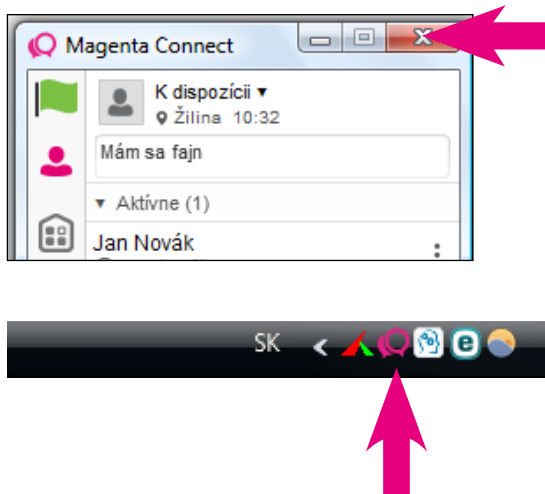 Magenta Connect
K dispozícii ▾
Žilina 10:32
Mám sa fajn
▾ Aktívne (1)
Jan Novák
SK
e